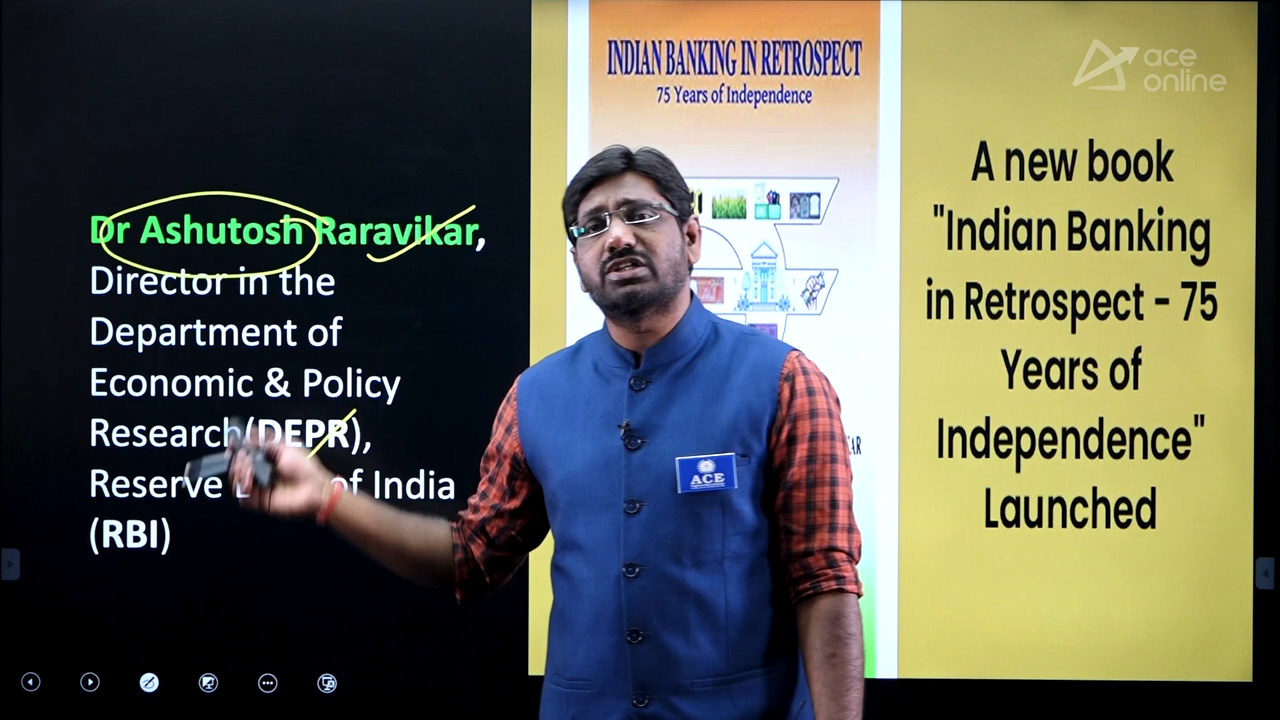 Dr Ashutosh Raravikar,
Director in the
Department of
Economic & Policy
Research(DEPR),
Reserve of India
(RBI)
INDIAN BANKING IN RETROSPECT
75 Years of Independence
ACE
ace
online
A new book
"Indian Banking
in Retrospect - 75
Years of
Independence"
Launched